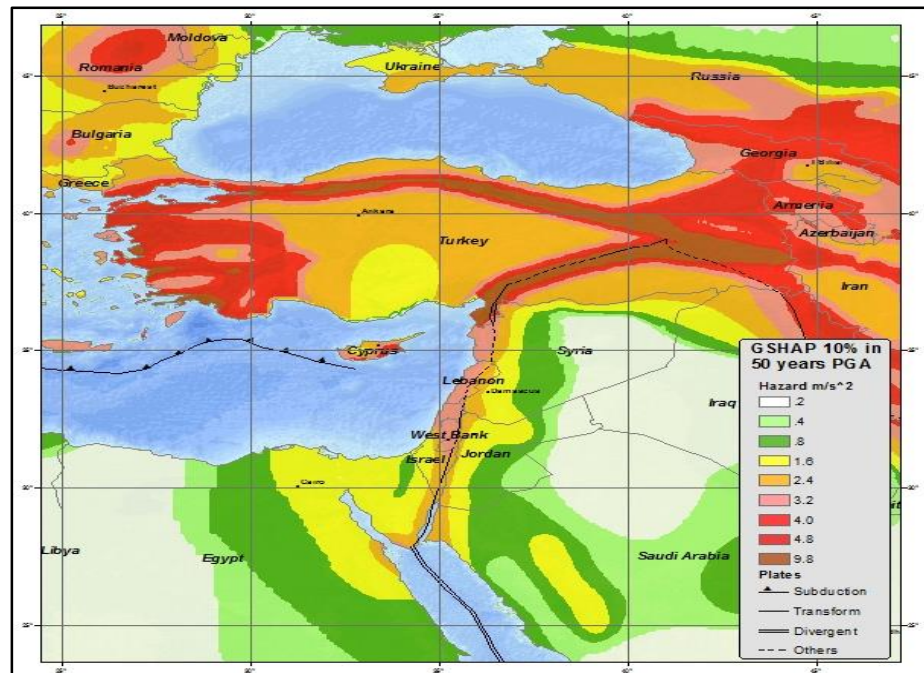 Moldova
Romania
Bucharest
Ukraine
Russia
Bulgaria
Georgia
Greece
Armenia
Azerbaijan
Ankara
Turkey
Iran
Cyprus
Syria
Lebanon
Damascus
Iraq
West Bank
Israel
Jordan
Cairo
Libya
Egypt
Saudi Arabia
GSHAP 10% in
50 years PGA
Hazard m/s^2
.2
.4
.8
1.6
2.4
3.2
4.0
4.8
9.8
Plates
Subduction
Transform
Divergent
Others